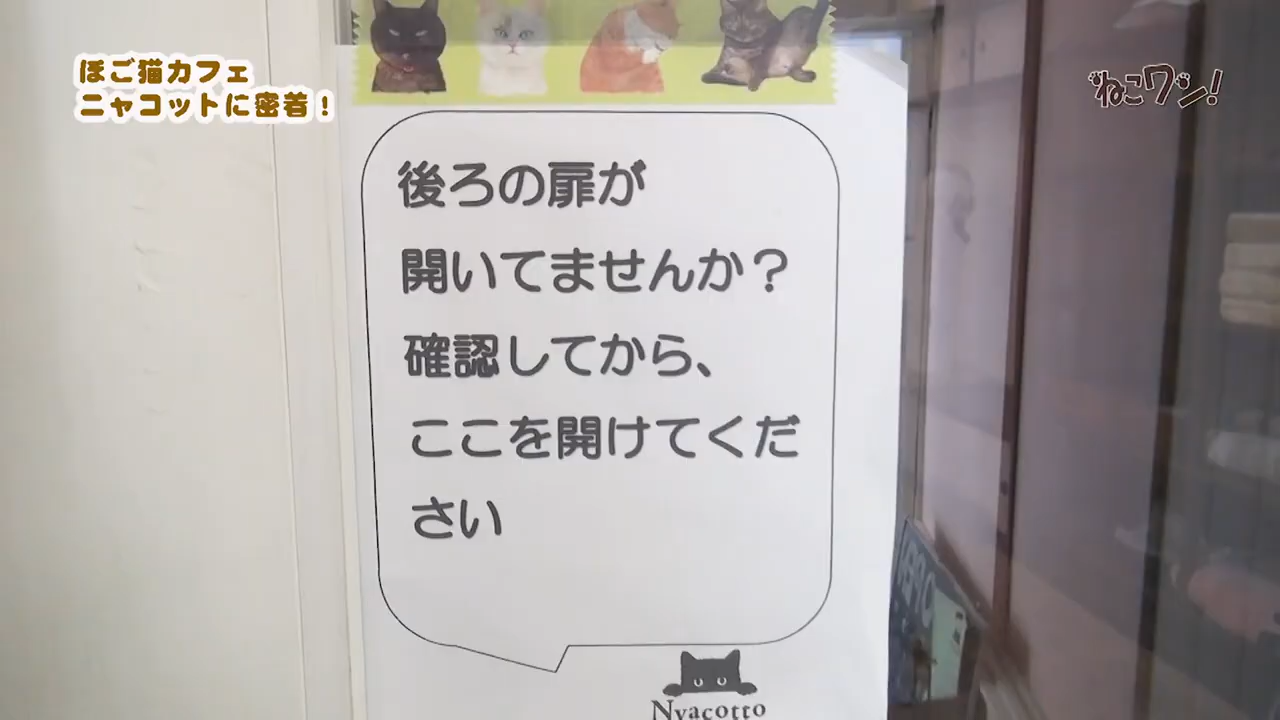 ほご猫カフェ
ニャコットに密着！
ねこワン！
後ろの扉が
開いてませんか？
確認してから、
ここを開けてくだ
さい
Nyacotto